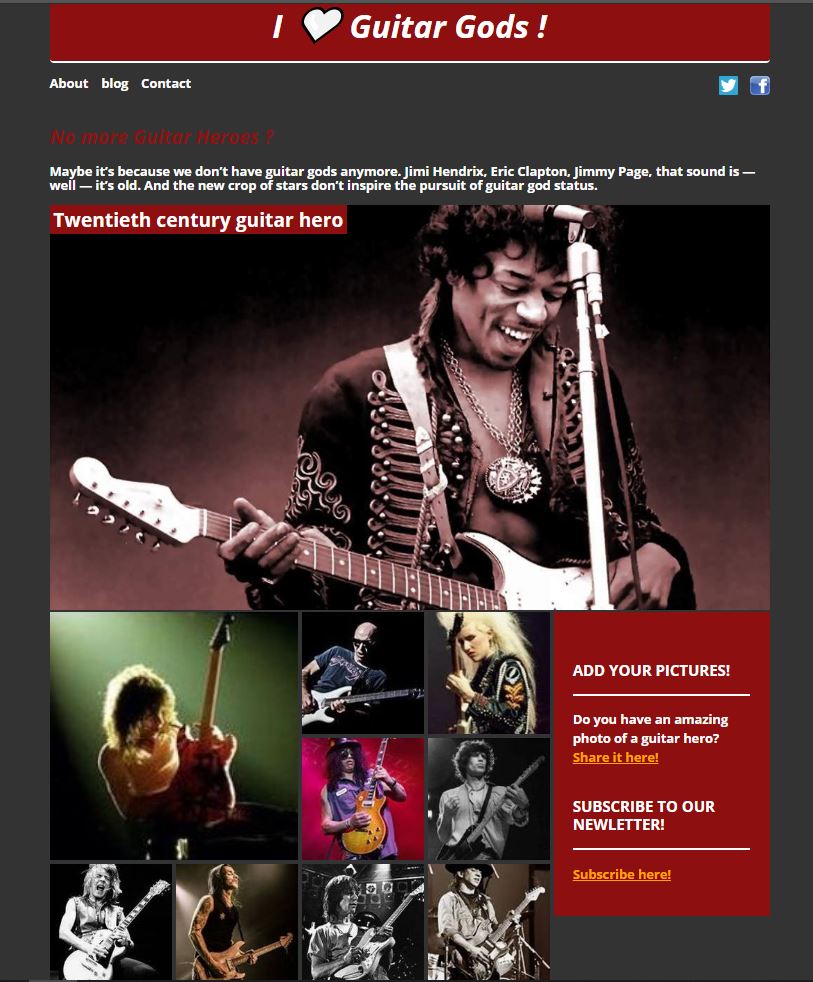 I Guitar Gods !
About blog Contact
No more Guitar Heroes ?
Maybe it's because we don't have guitar gods anymore. Jimi Hendrix, Eric Clapton, Jimmy Page, that sound is —
well — it's old. And the new crop of stars don't inspire the pursuit of guitar god status.
Twentieth century guitar hero
ADD YOUR PICTURES!
Do you have an amazing
photo of a guitar hero?
Share it here!
SUBSCRIBE TO OUR
NEWLETTER!
Subscribe here!